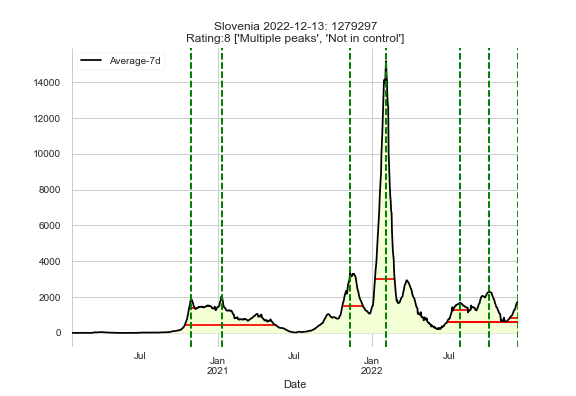 Slovenia 2022-12-13: 1279297
Rating:8 ['Multiple peaks', 'Not in control']
Average-7d
14000
12000
10000
8000
6000
4000
2000
0
Jul
Jan
2021
Jul
Jan
2022
Jul
Date